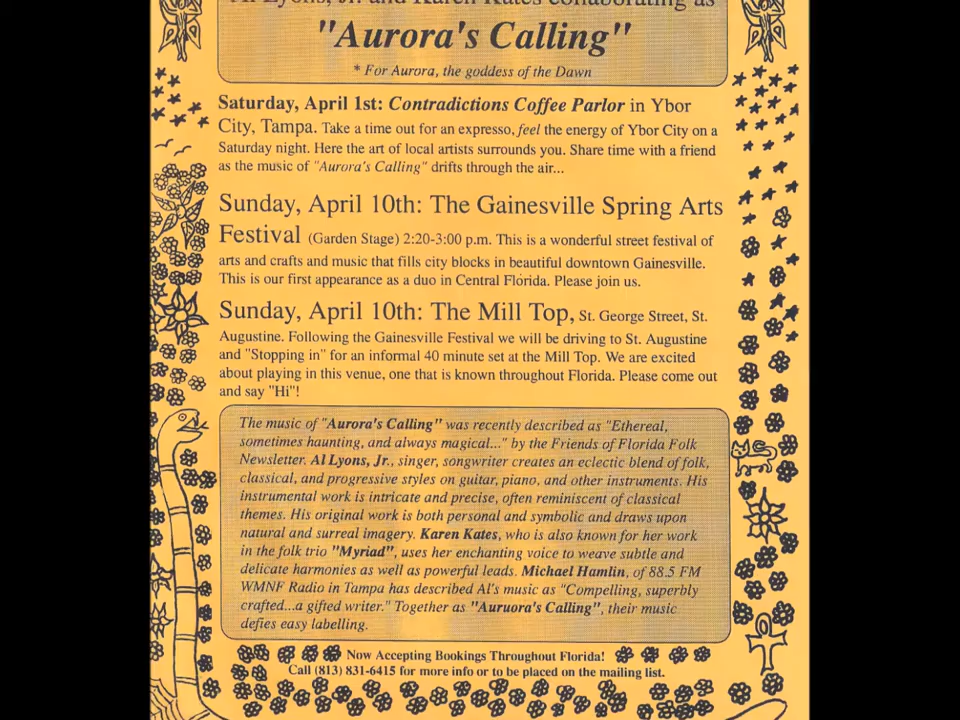 Al Lyons, Jr. and Karen Kates collaborating as
"Aurora's Calling"
* For Aurora, the goddess of the Dawn
Saturday, April 1st: Contradictions Coffee Parlor in Ybor
City, Tampa. Take a time out for an expresso, feel the energy of Ybor City on a
Saturday night. Here the art of local artists surrounds you. Share time with a friend
as the music of "Aurora's Calling" drifts through the air...
Sunday, April 10th: The Gainesville Spring Arts
Festival (Garden Stage) 2:20-3:00 p.m. This is a wonderful street festival of
arts and crafts and music that fills city blocks in beautiful downtown Gainesville.
This is our first appearance as a duo in Central Florida. Please join us.
Sunday, April 10th: The Mill Top, St. George Street, St.
Augustine. Following the Gainesville Festival we will be driving to St. Augustine
and "Stopping in" for an informal 40 minute set at the Mill Top. We are excited
about playing in this venue, one that is known throughout Florida. Please come out
and say "Hi"!
The music of "Aurora's Calling" was recently described as "Ethereal,
sometimes haunting, and always magical..." by the Friends of Florida Folk
Newsletter. Al Lyons, Jr., singer, songwriter creates an eclectic blend of folk,
classical, and progressive styles on guitar, piano, and other instruments. His
instrumental work is intricate and precise, often reminiscent of classical
themes. His original work is both personal and symbolic and draws upon
natural and surreal imagery. Karen Kates, who is also known for her work
in the folk trio "Myriad", uses her enchanting voice to weave subtle and
delicate harmonies as well as powerful leads. Michael Hamlin, of 88.5 FM
WMNF Radio in Tampa has described Al's music as "Compelling, superbly
crafted...a gifted writer." Together as "Auruora's Calling", their music
defies easy labelling.
Now Accepting Bookings Throughout Florida!
Call (813) 831-6415 for more info or to be placed on the mailing list.